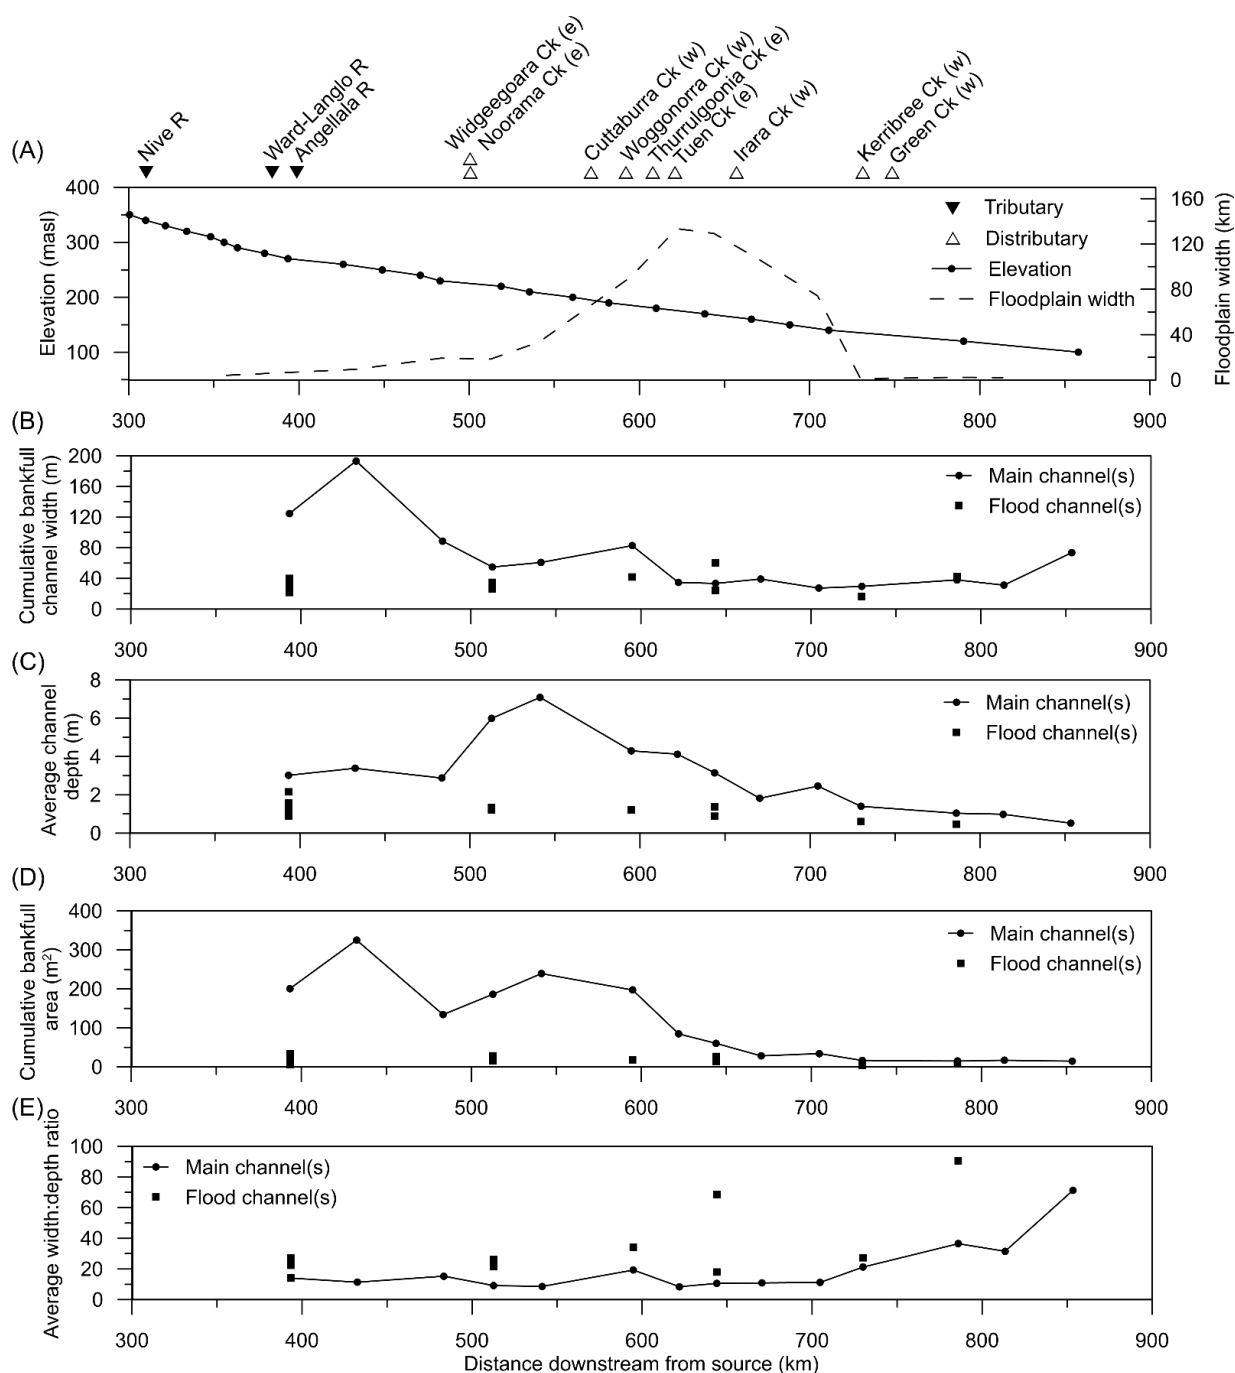 (A)
Nive R
Ward-Langlo R
Angellala R
Widgeegoara Ck (e)
Noorama Ck (e)
Cuttaburra Ck (w)
Woggonorra Ck (w)
Thurrulgoonia Ck (e)
Tuen Ck (e)
Irara Ck (w)
Kerribree Ck (w)
Green Ck (w)
Elevation (masl)
400
300
200
100
Tributary
Distributary
Elevation
Floodplain width
160
120
80
40
0
Floodplain width (km)
300 400 500 600 700 800 900
(B)
Cumulative bankfull
channel width (m)
200
160
120
80
40
0
Main channel(s)
Flood channel(s)
300 400 500 600 700 800 900
(C)
Average channel
depth (m)
8
6
4
2
0
Main channel(s)
Flood channel(s)
300 400 500 600 700 800 900
(D)
Cumulative bankfull
area (m²)
400
300
200
100
0
Main channel(s)
Flood channel(s)
300 400 500 600 700 800 900
(E)
Average width:depth ratio
100
80
60
40
20
0
Main channel(s)
Flood channel(s)
300 400 500 600 700 800 900
Distance downstream from source (km)